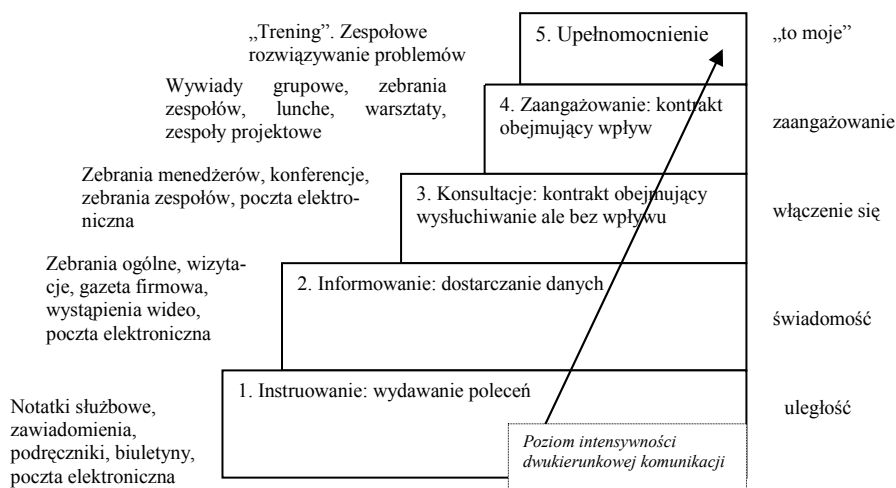 „Trening”. Zespołowe
rozwiązywanie problemów
5. Upełnomocnienie
„to moje”
Wywiady grupowe, zebrania
zespołów, lunche, warsztaty,
zespoły projektowe
4. Zaangażowanie: kontrakt
obejmujący wpływ
zaangażowanie
Zebrania menedżerów, konferencje,
zebrania zespołów, poczta elektro-
niczna
3. Konsultacje: kontrakt obejmujący
wysłuchiwanie ale bez wpływu
włączenie się
Zebrania ogólne, wizyta-
cje, gazeta firmowa,
wystąpienia wideo,
poczta elektroniczna
2. Informowanie: dostarczanie danych
świadomość
Notatki służbowe,
zawiadomienia,
podręczniki, biuletyny,
poczta elektroniczna
1. Instruowanie: wydawanie poleceń
uległość
Poziom intensywności
dwukierunkowej komunikacji